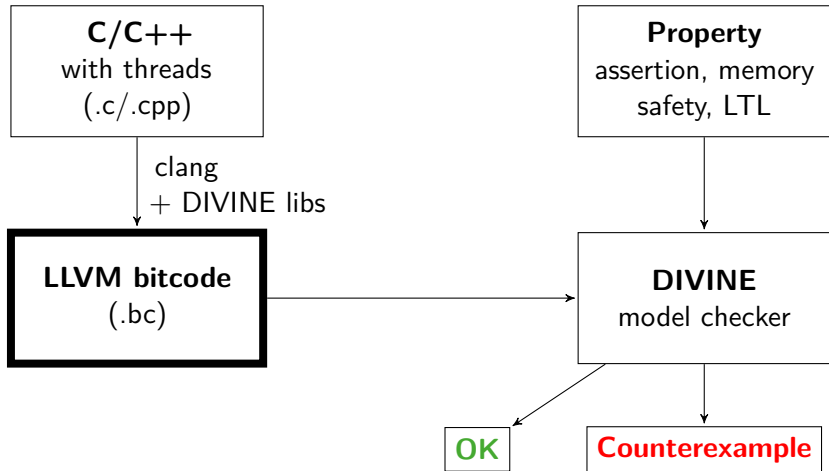 C/C++
with threads
(.c/.cpp)
Property
assertion, memory
safety, LTL
clang
+ DIVINE libs
LLVM bitcode
(.bc)
DIVINE
model checker
OK
Counterexample